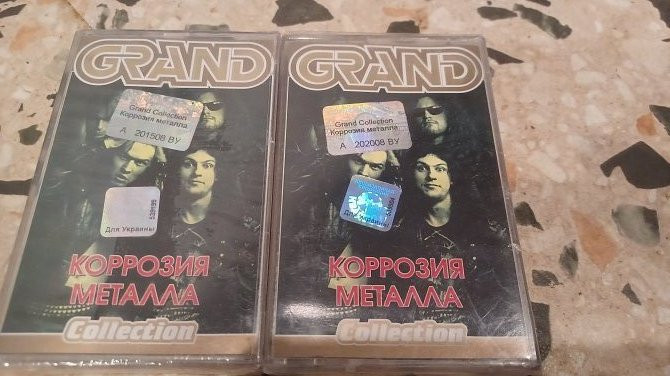 GRAND
Grand Collection
Коррозия металла
А 201508 BY
Для Украины
КОРРОЗИЯ
МЕТАЛЛА
Collection
GRAND
Grand Collection
Коррозия металла
А 202008 BY
Для Украины
КОРРОЗИЯ
МЕТАЛЛА
Collection